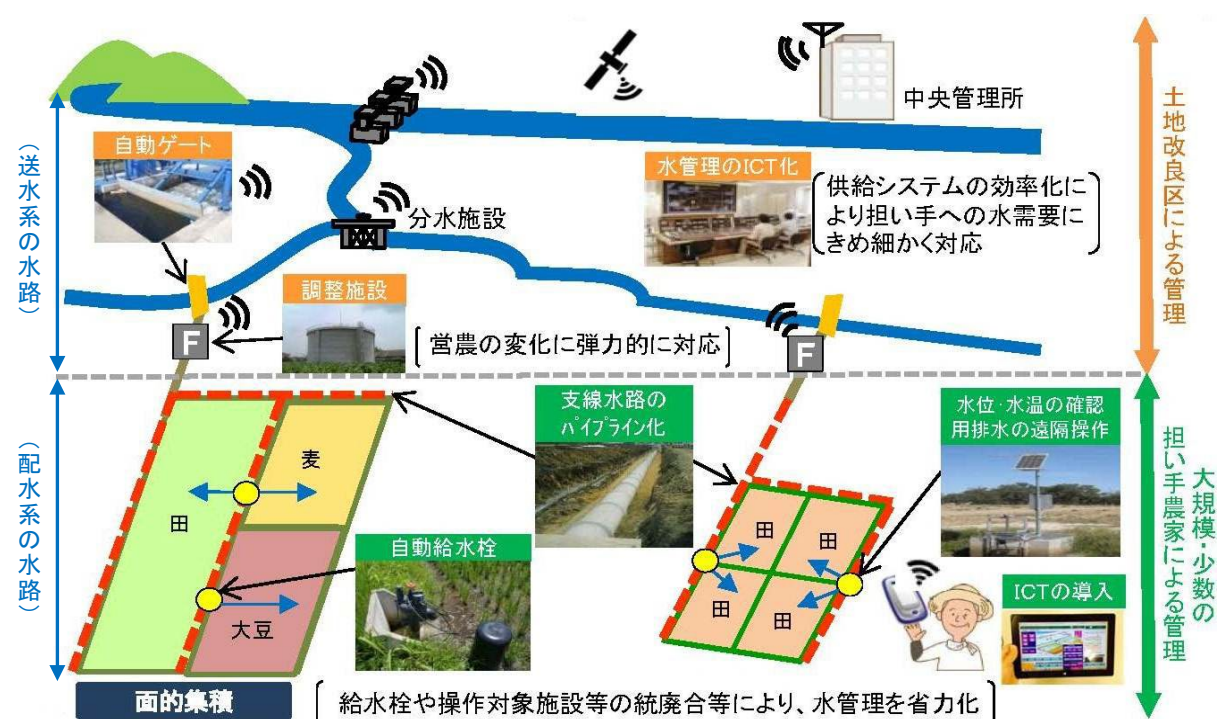 中央管理所
自動ゲート
水管理のICT化
供給システムの効率化に
より担い手への水需要に
きめ細かく対応
分水施設
調整施設
F
営農の変化に弾力的に対応
F
(送水系の水路)
土地改良区による管理
支線水路の
パイプライン化
水位・水温の確認
用排水の遠隔操作
麦
田
田
田
自動給水栓
田
田
大豆
ICTの導入
(配水系の水路)
大規模・少数の
担い手農家による管理
面的集積
給水栓や操作対象施設等の統廃合等により、水管理を省力化